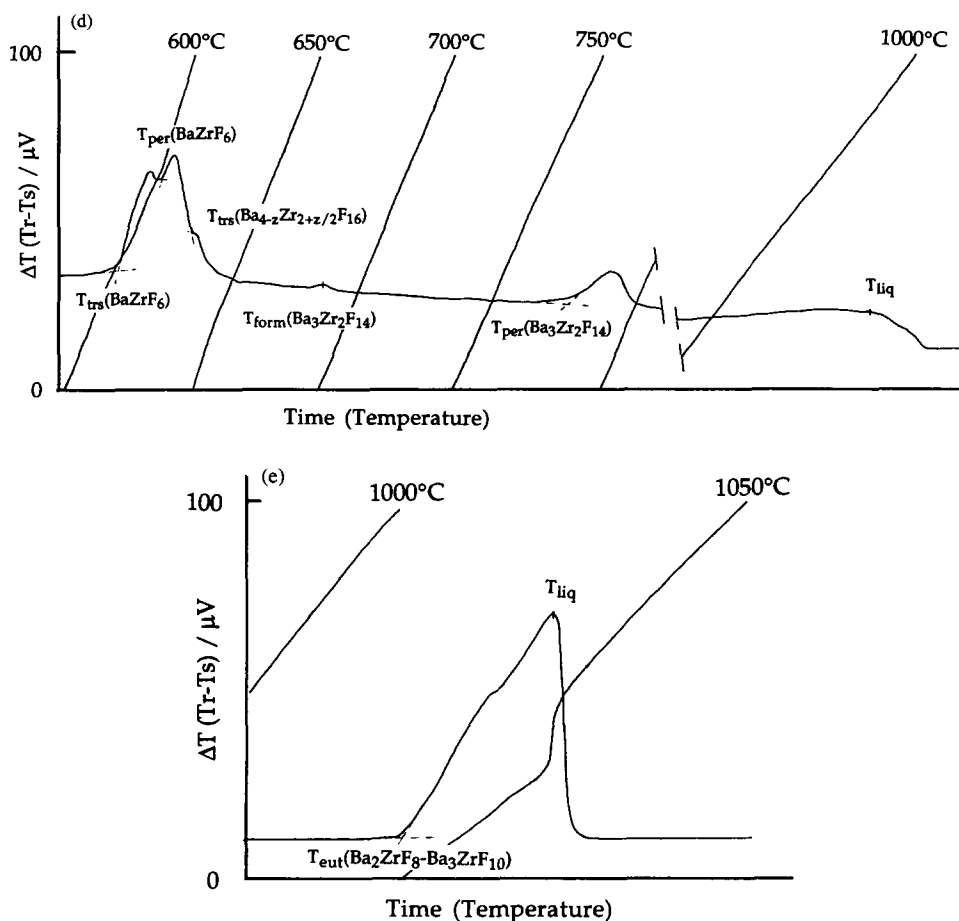 (d)
600°C 650°C 700°C 750°C 1000°C
100
Tper(BaZrF6)
ΔT (Tr-Ts) / μV
Ttrs(Ba4-zZr2+z/2F16)
Ttrs(BaZrF6)
Tform(Ba3Zr2F14)
Tper(Ba3Zr2F14)
Tliq
0
Time (Temperature)
(e)
1000°C 1050°C
100
Tliq
ΔT (Tr-Ts) / μV
Teut(Ba2ZrF8-Ba3ZrF10)
0
Time (Temperature)